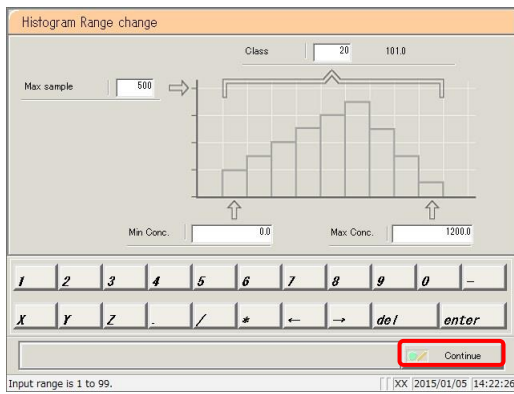 Histogram Range change
Class 20 101.0
Max sample 500
Min Conc. 0.0 Max Conc. 1200.0
1 2 3 4 5 6 7 8 9 0 -
X Y Z . / * ← → del enter
Continue
Input range is 1 to 99. XX 2015/01/05 14:22:26